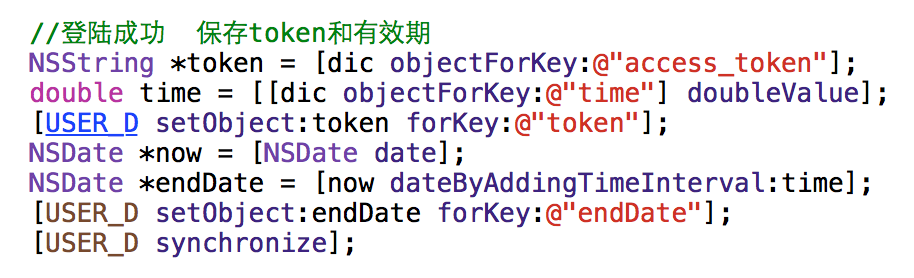 //登陆成功  保存token和有效期
NSString *token = [dic objectForKey:@"access_token"];
double time = [[dic objectForKey:@"time"] doubleValue];
[USER_D setObject:token forKey:@"token"];
NSDate *now = [NSDate date];
NSDate *endDate = [now dateByAddingTimeInterval:time];
[USER_D setObject:endDate forKey:@"endDate"];
[USER_D synchronize];